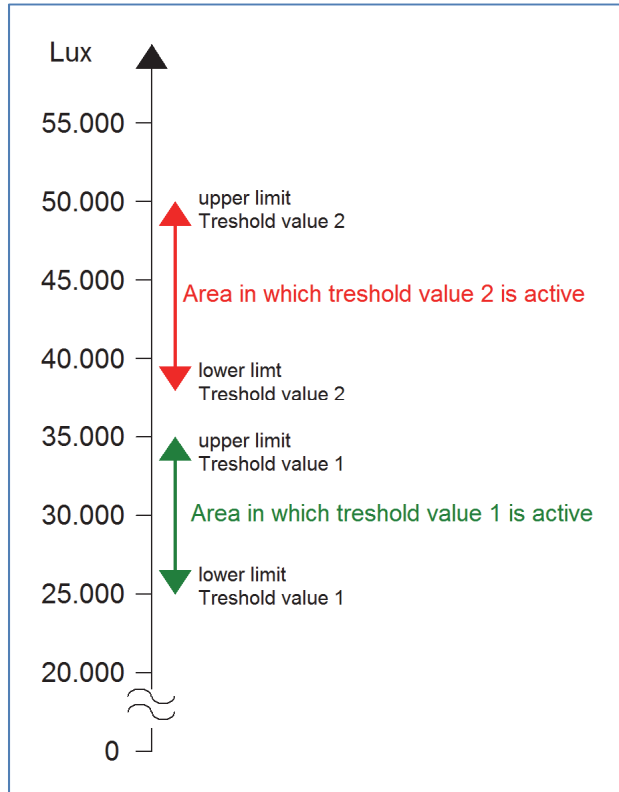 Lux
55.000
50.000
upper limit
Treshold value 2
45.000
Area in which treshold value 2 is active
40.000
lower limt
Treshold value 2
35.000
upper limit
Treshold value 1
30.000
Area in which treshold value 1 is active
25.000
lower limit
Treshold value 1
20.000
0